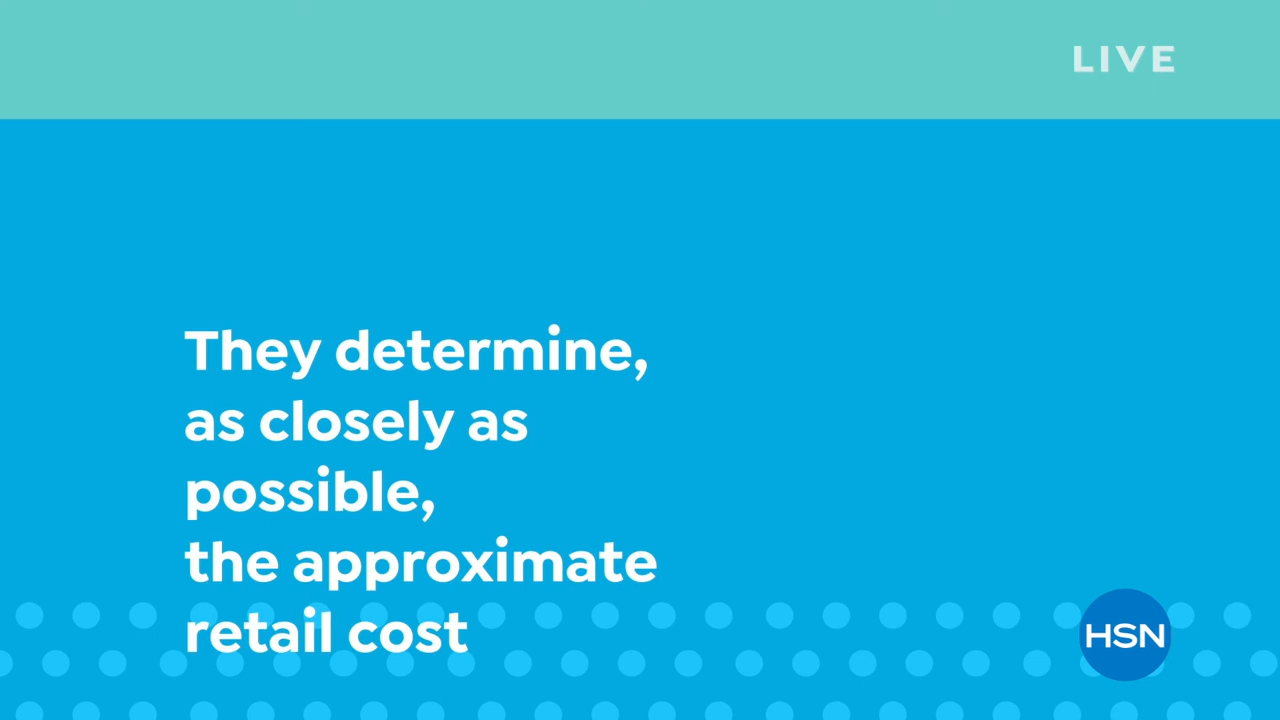 LIVE
They determine,
as closely as
possible,
the approximate
retail cost
HSN